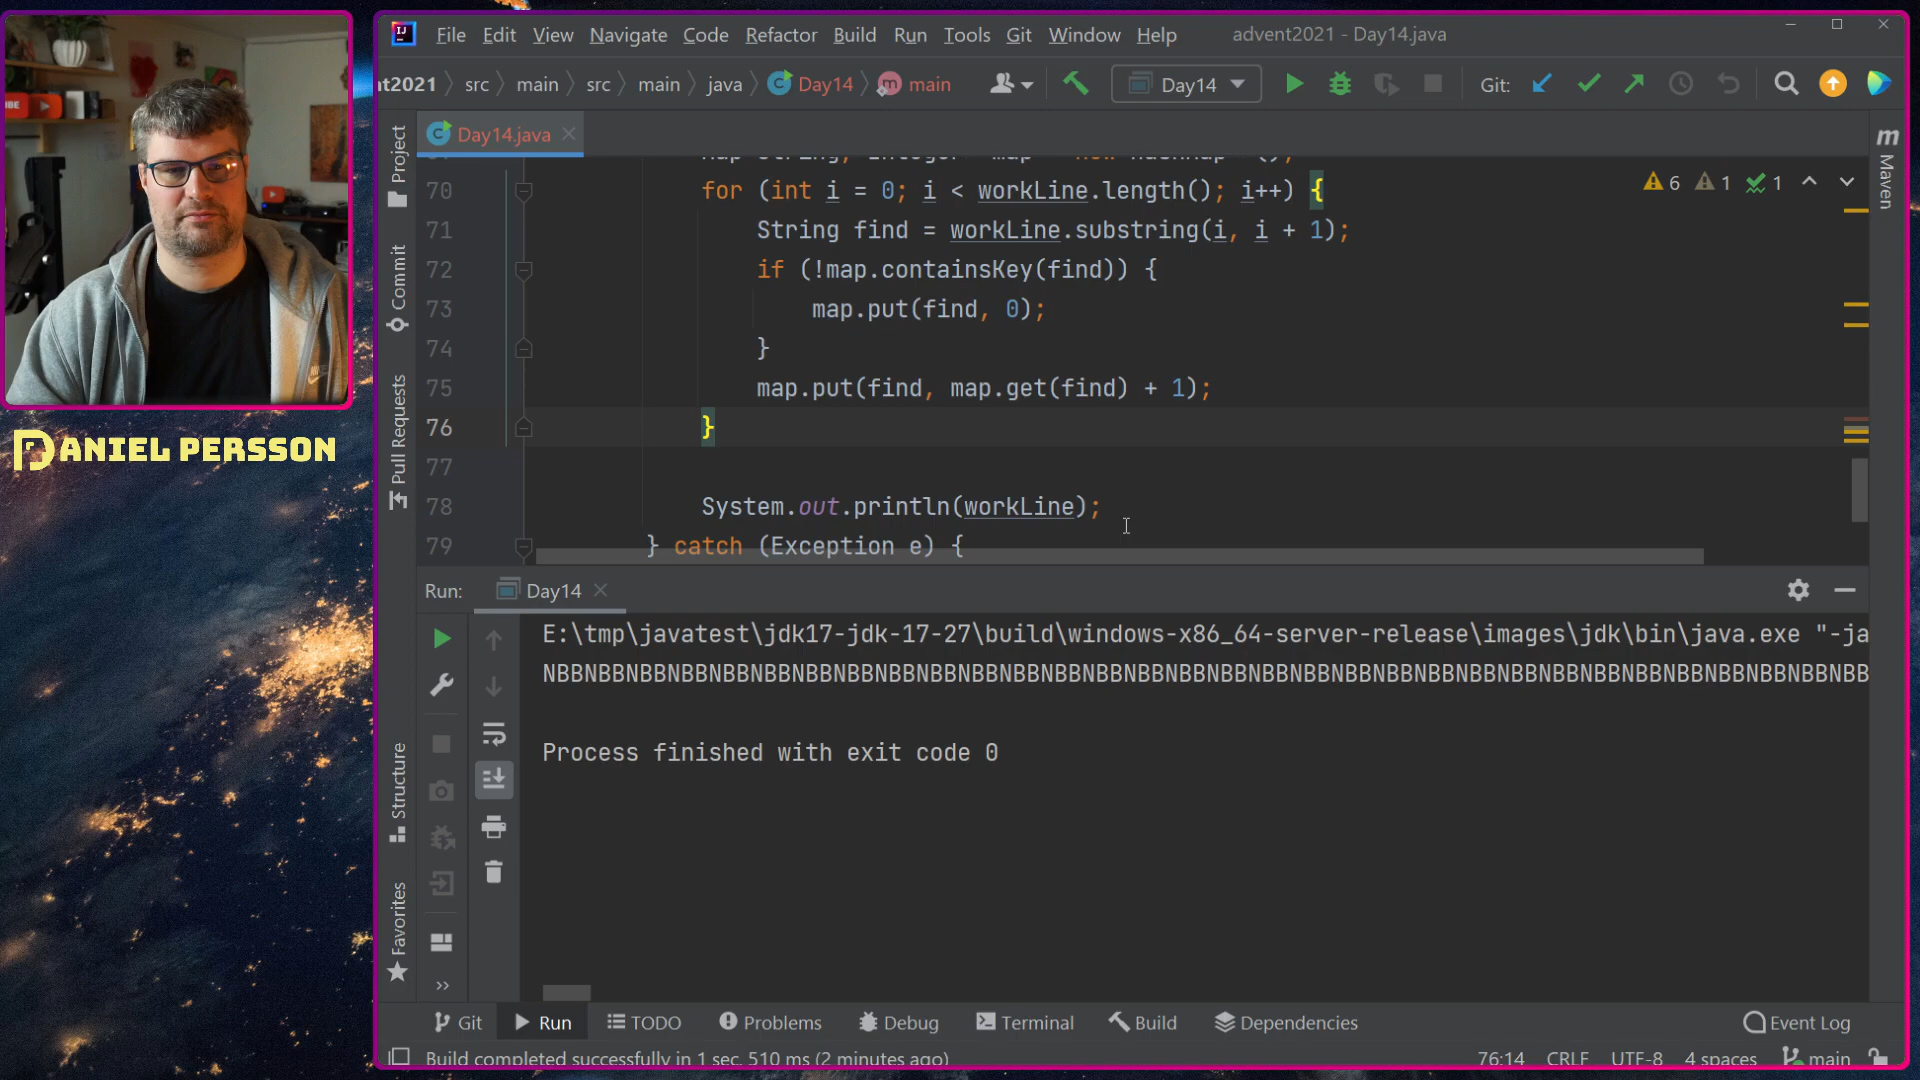 File Edit View Navigate Code Refactor Build Run Tools Git Window Help advent2021 - Day14.java
nt2021 src main src main java Day14 main Day14 Git:
Day14.java
70 for (int i = 0; i < workLine.length(); i++) {
71 String find = workLine.substring(i, i + 1);
72 if (!map.containsKey(find)) {
73 map.put(find, 0);
74 }
75 map.put(find, map.get(find) + 1);
76 }
77
78 System.out.println(workLine);
79 } catch (Exception e) {
6 1 1
Project
Commit
Pull Requests
Structure
Favorites
Maven
DANIEL PERSSON
Run: Day14
E:\tmp\javatest\jdk17-jdk-17-27\build\windows-x86_64-server-release\images\jdk\bin\java.exe "-ja
NBBNBBNBBNBBNBBNBBNBBNBBNBBNBBNBBNBBNBBNBBNBBNBBNBBNBBNBBNBBNBBNBBNBBNBBNBBNBBNBBNBBNBBNBBNBBNBB
Process finished with exit code 0
Git Run TODO Problems Debug Terminal Build Dependencies Event Log
Build completed successfully in 1 sec, 510 ms (2 minutes ago) 76:14 CRLF UTF-8 4 spaces main